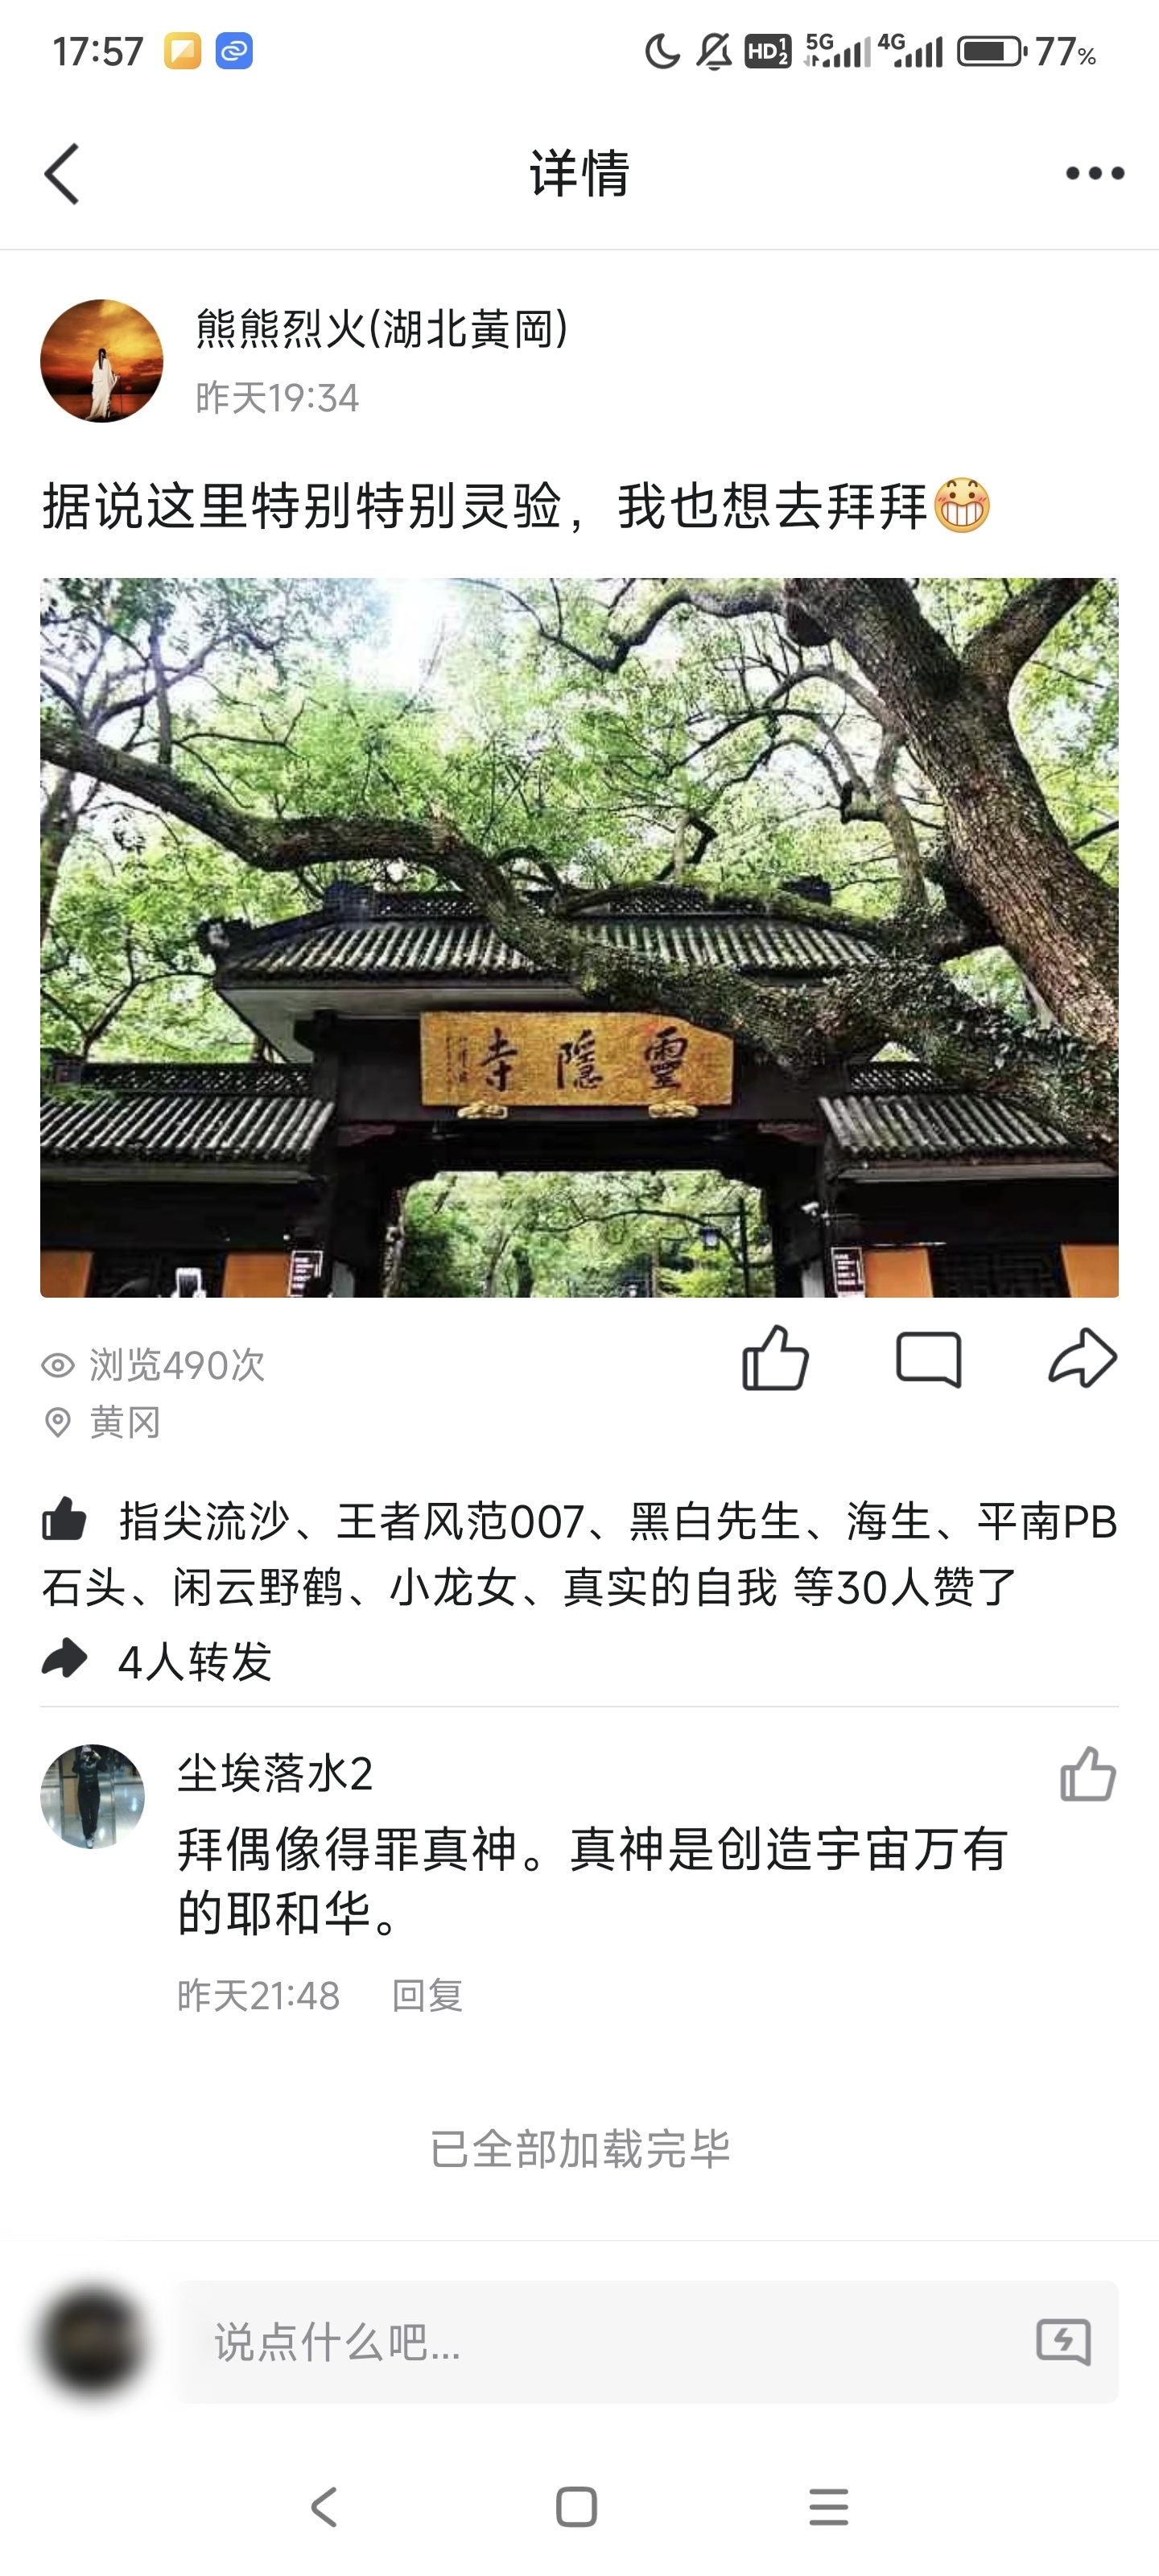 17:57
HD 1 2 5G 4G 77%
详情
熊熊烈火(湖北黃岡)
昨天19:34
据说这里特别特别灵验，我也想去拜拜😁
寺隱靈
浏览490次
黄冈
指尖流沙、王者风范007、黑白先生、海生、平南PB
石头、闲云野鹤、小龙女、真实的自我 等30人赞了
4人转发
尘埃落水2
拜偶像得罪真神。真神是创造宇宙万有
的耶和华。
昨天21:48 回复
已全部加载完毕
说点什么吧...